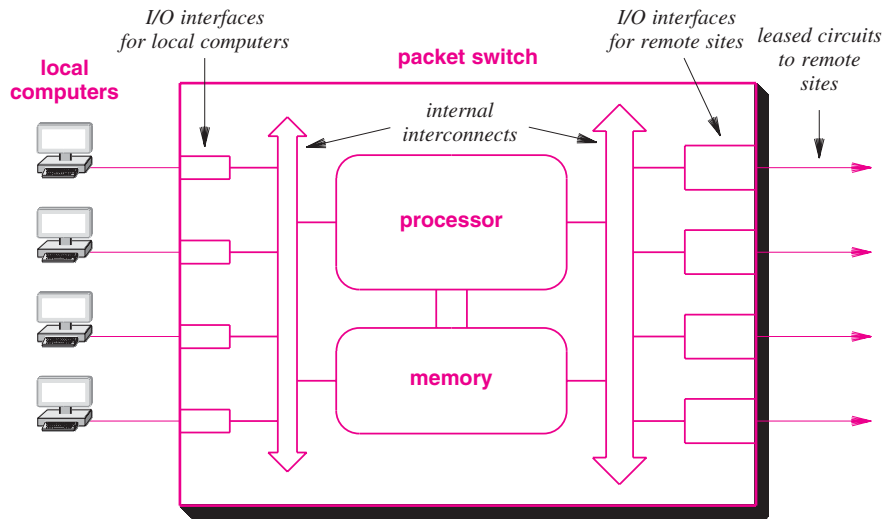 I/O interfaces
for local computers
I/O interfaces
for remote sites
leased circuits
to remote
sites
local
computers
packet switch
internal
interconnects
processor
memory